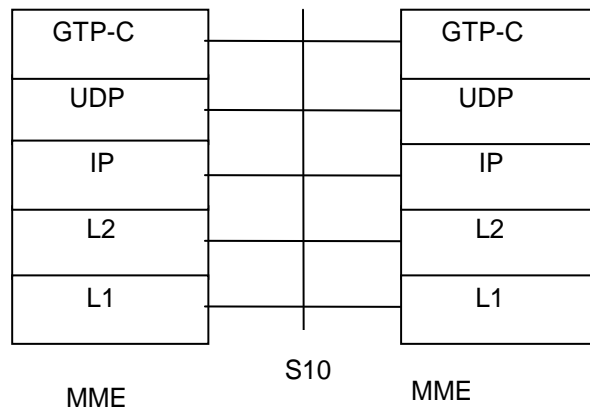 GTP-C GTP-C
UDP UDP
IP IP
L2 L2
L1 L1
S10
MME MME